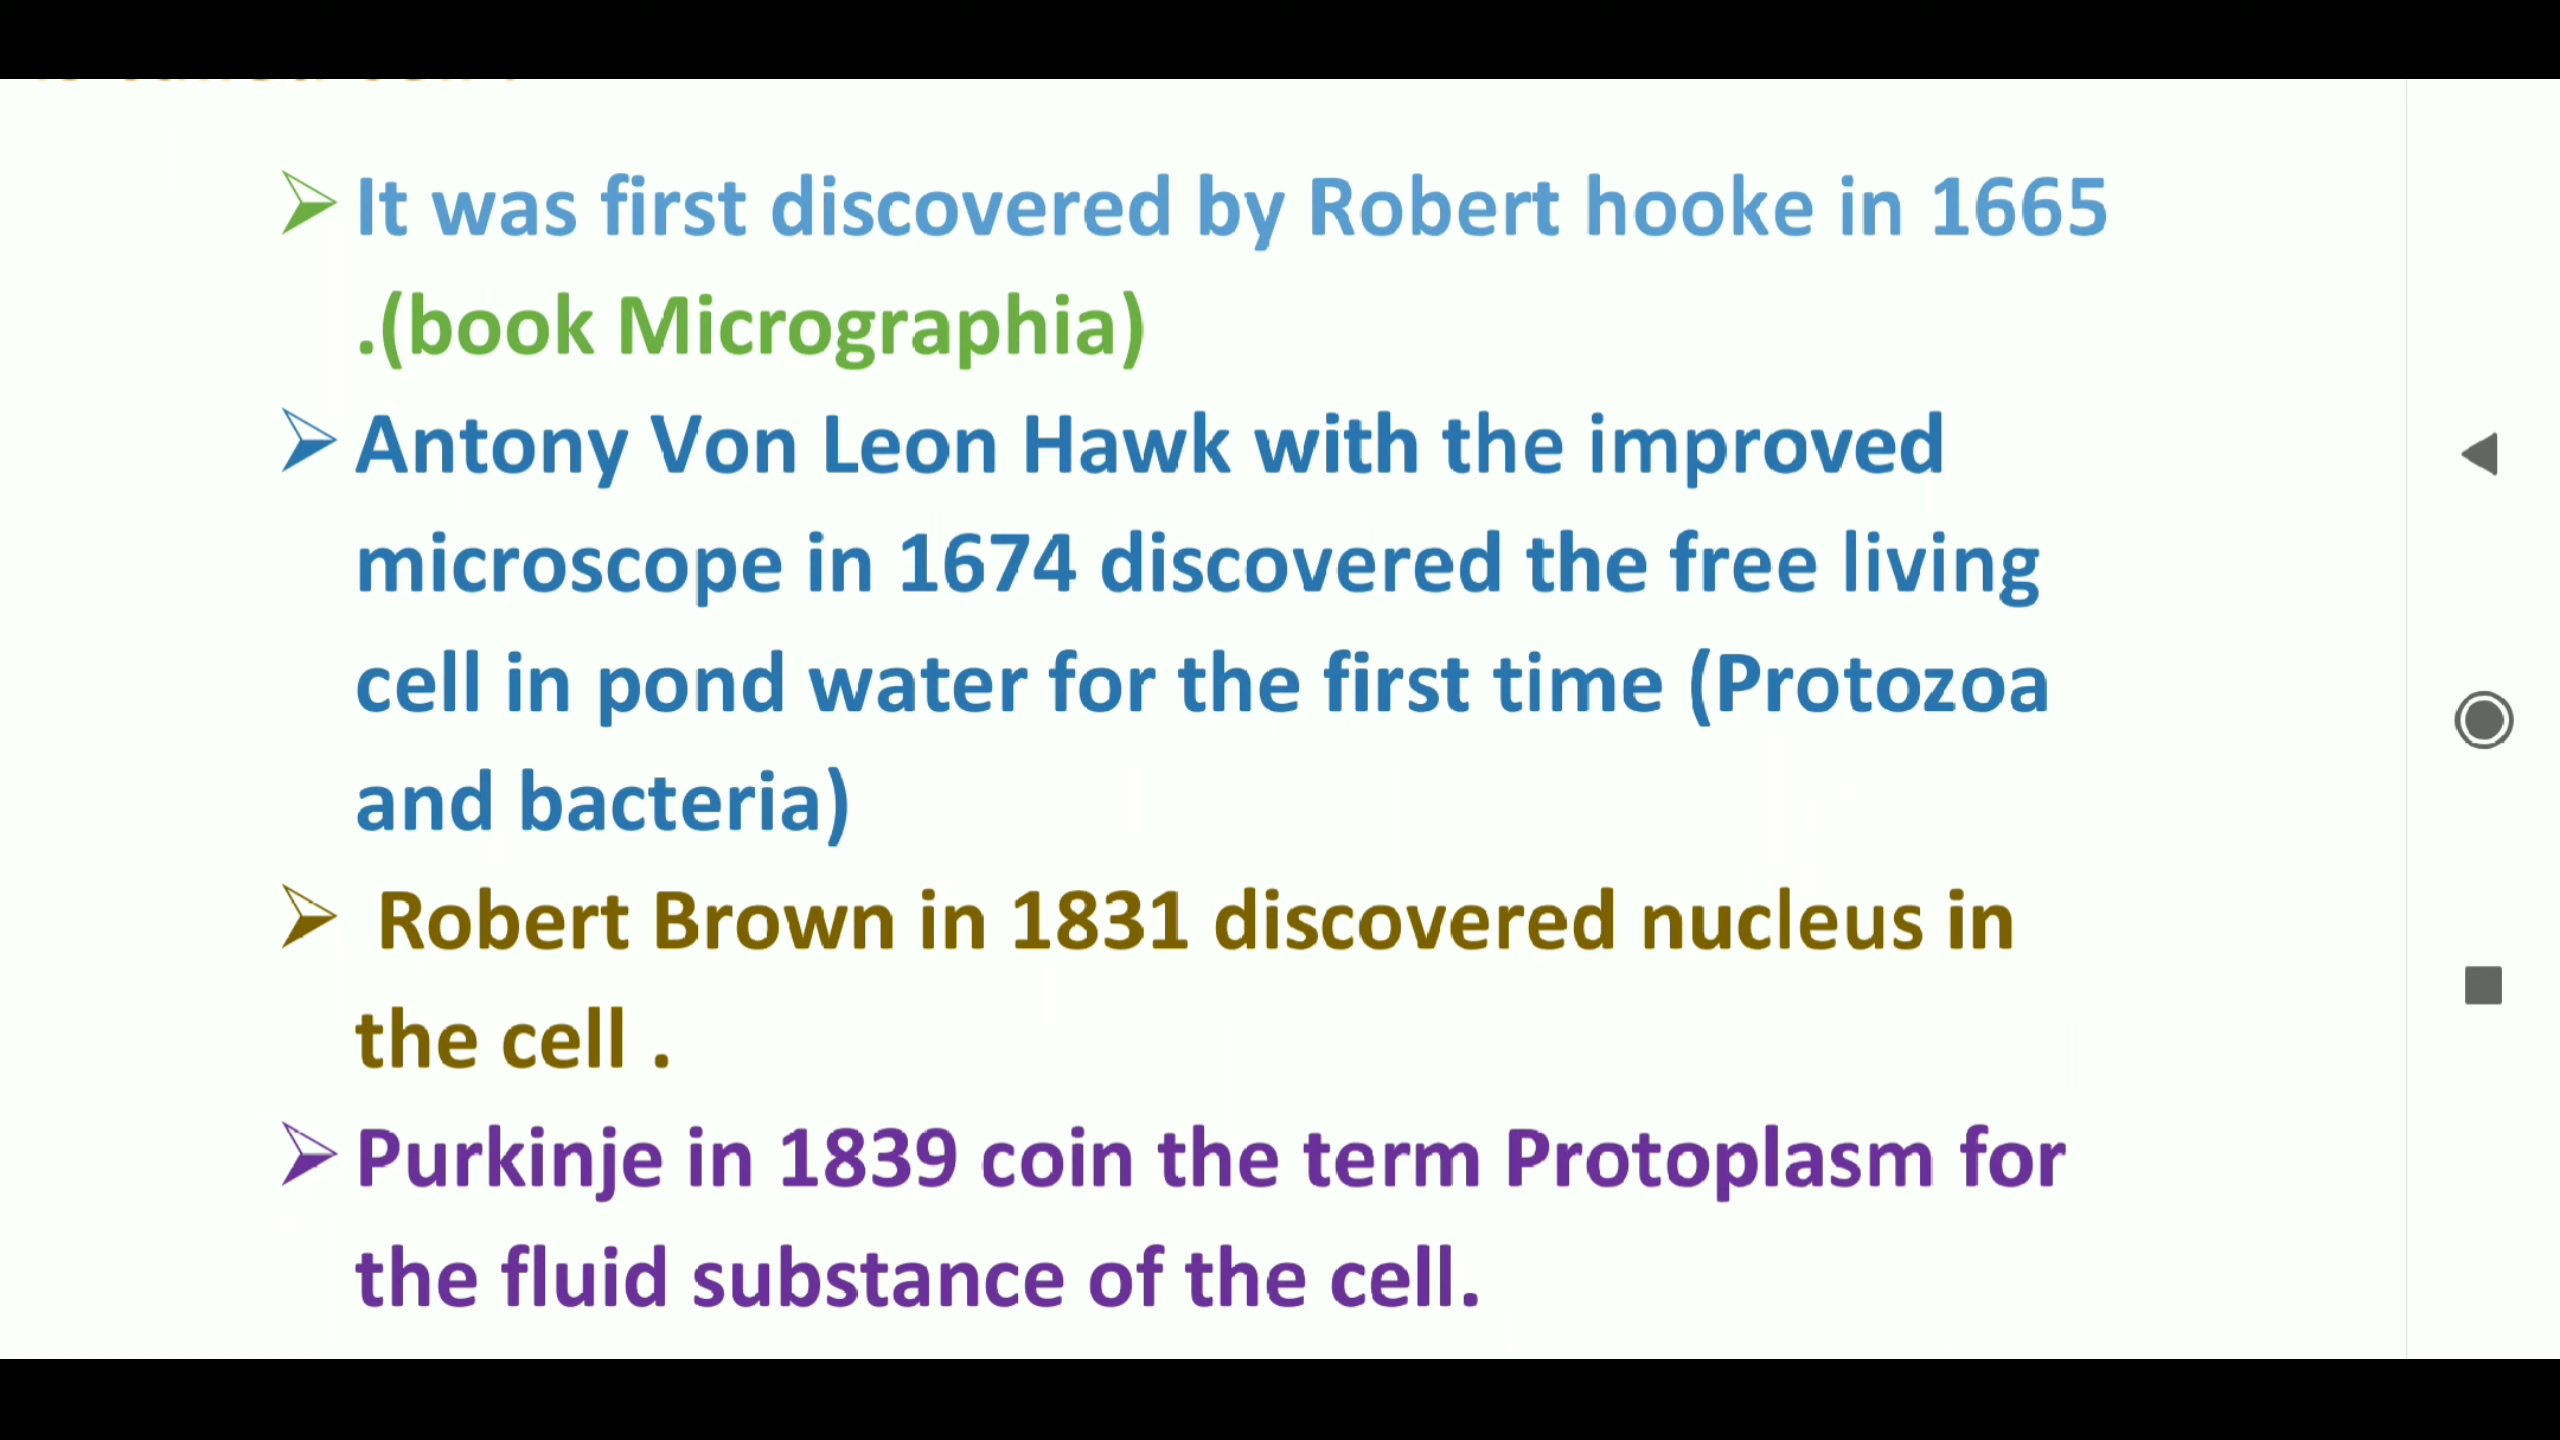 It was first discovered by Robert hooke in 1665
.(book Micrographia)
Antony Von Leon Hawk with the improved
microscope in 1674 discovered the free living
cell in pond water for the first time (Protozoa
and bacteria)
Robert Brown in 1831 discovered nucleus in
the cell .
Purkinje in 1839 coin the term Protoplasm for
the fluid substance of the cell.